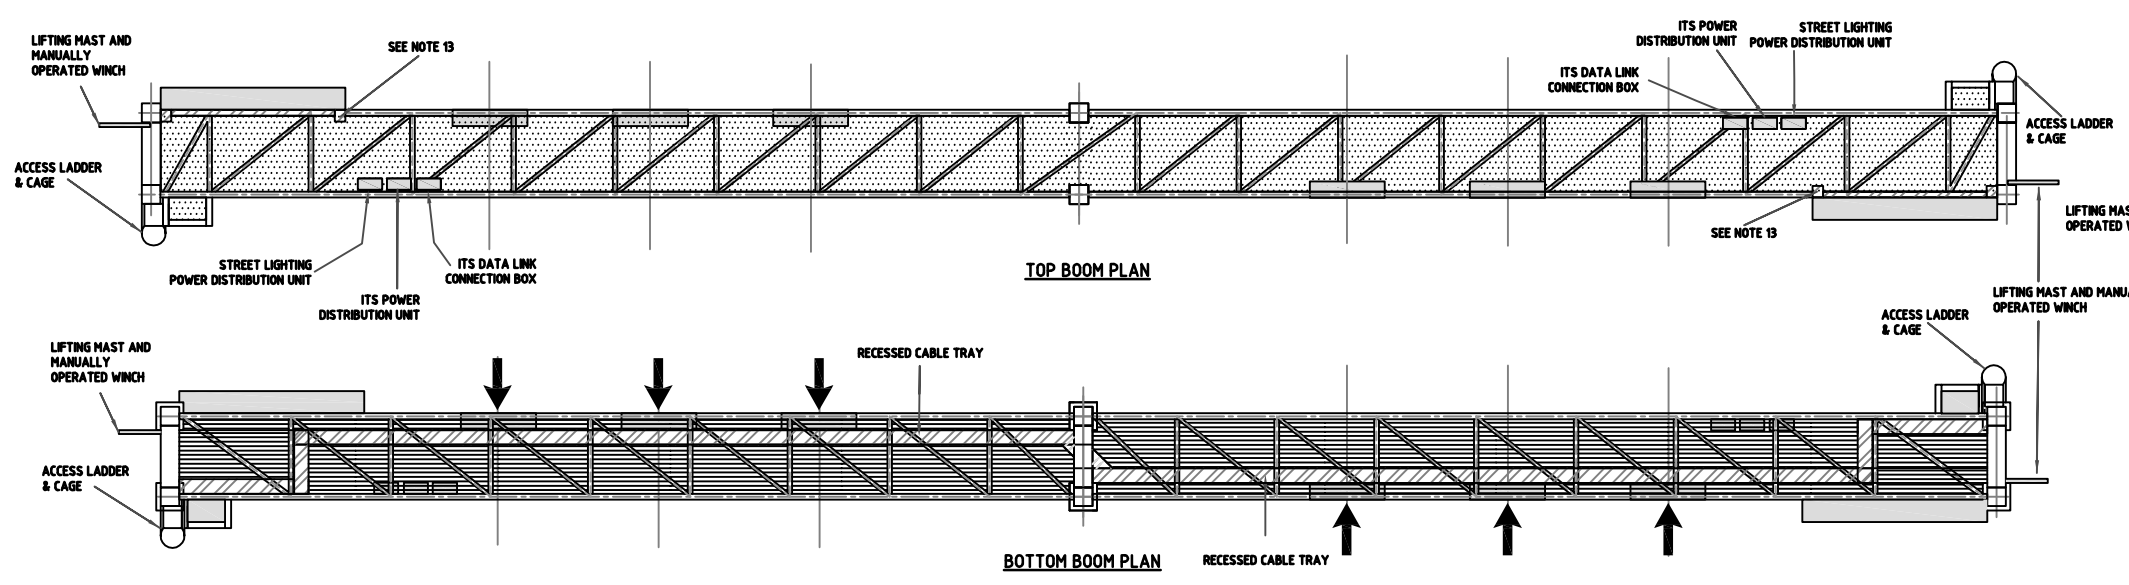 LIFTING MAST AND
MANUALLY
OPERATED WINCH
SEE NOTE 13
ITS POWER
DISTRIBUTION UNIT
STREET LIGHTING
POWER DISTRIBUTION UNIT
ITS DATA LINK
CONNECTION BOX
ACCESS LADDER
& CAGE
ACCESS LADDER
& CAGE
LIFTING
OPERATED
SEE NOTE 13
STREET LIGHTING
POWER DISTRIBUTION UNIT
ITS DATA LINK
CONNECTION BOX
ITS POWER
DISTRIBUTION UNIT
TOP BOOM PLAN
LIFTING MAST AND
OPERATED WINCH
ACCESS LADDER
& CAGE
LIFTING MAST AND
MANUALLY
OPERATED WINCH
RECESSED CABLE TRAY
ACCESS LADDER
& CAGE
BOTTOM BOOM PLAN
RECESSED CABLE TRAY